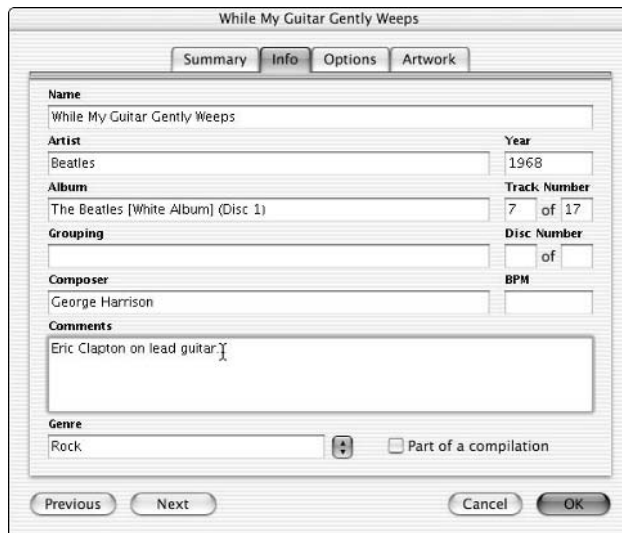 While My Guitar Gently Weeps
Summary Info Options Artwork
Name
While My Guitar Gently Weeps
Artist Year
Beatles 1968
Album Track Number
The Beatles [White Album] (Disc 1) 7 of 17
Grouping Disc Number
of
Composer BPM
George Harrison
Comments
Eric Clapton on lead guitar.
Genre
Rock Part of a compilation
Previous Next Cancel OK